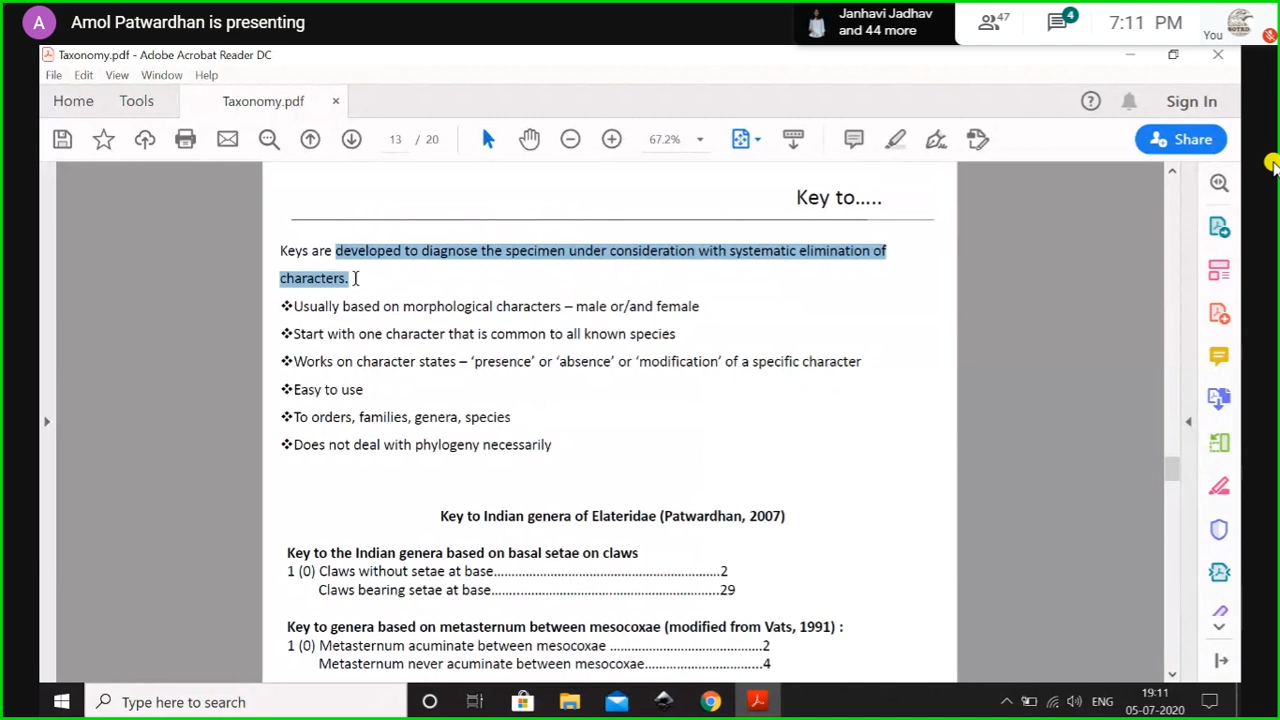 A Amol Patwardhan is presenting
Janhavi Jadhav
and 44 more
47
4
7:11 PM
You
Taxonomy.pdf - Adobe Acrobat Reader DC
File Edit View Window Help
Home Tools Taxonomy.pdf × Sign In
13 / 20 67.2% Share
Key to.....
Keys are developed to diagnose the specimen under consideration with systematic elimination of
characters.
❖Usually based on morphological characters – male or/and female
❖Start with one character that is common to all known species
❖Works on character states – ‘presence’ or ‘absence’ or ‘modification’ of a specific character
❖Easy to use
❖To orders, families, genera, species
❖Does not deal with phylogeny necessarily
Key to Indian genera of Elateridae (Patwardhan, 2007)
Key to the Indian genera based on basal setae on claws
1 (0) Claws without setae at base..........................................................2
Claws bearing setae at base..........................................................29
Key to genera based on metasternum between mesocoxae (modified from Vats, 1991) :
1 (0) Metasternum acuminate between mesocoxae .......................................2
Metasternum never acuminate between mesocoxae..............................4
Type here to search
ENG
19:11
05-07-2020